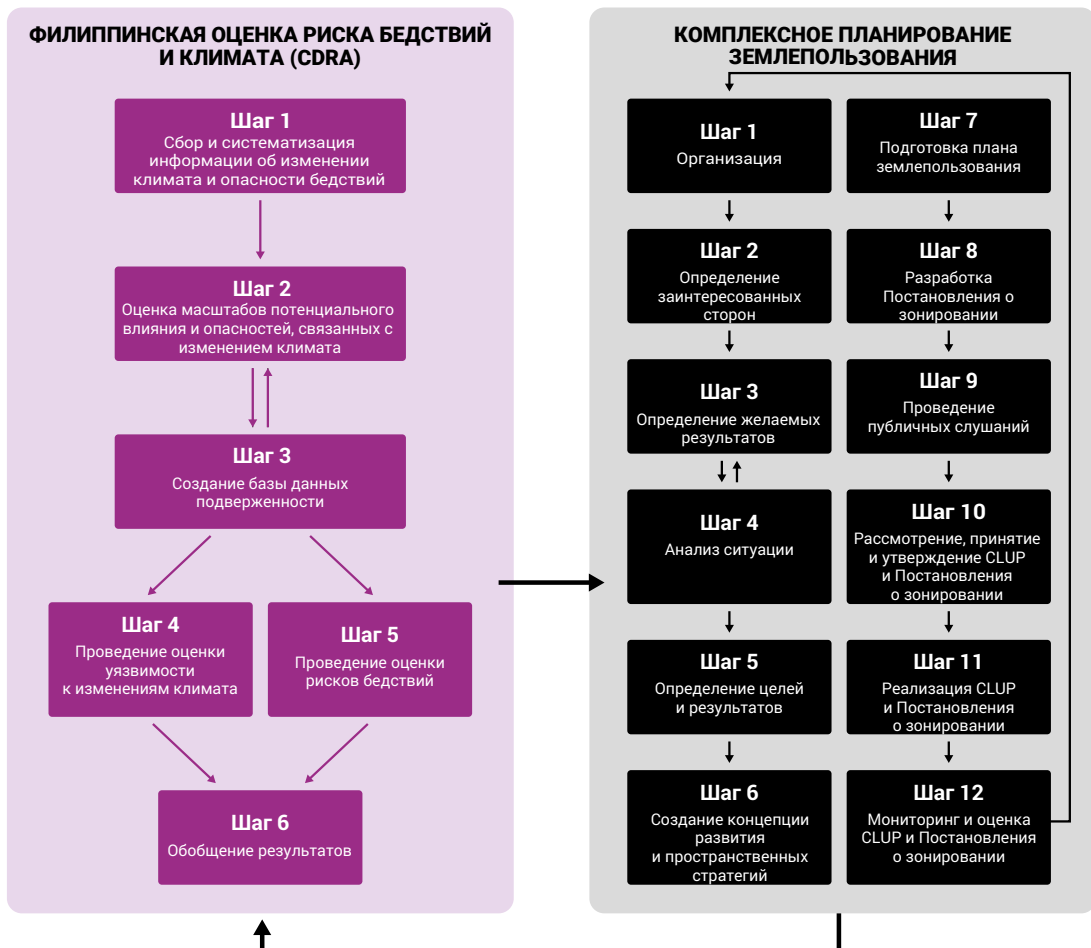 ФИЛИППИНСКАЯ ОЦЕНКА РИСКА БЕДСТВИЙ
И КЛИМАТА (CDRA)
Шаг 1
Сбор и систематизация
информации об изменении
климата и опасности бедствий
Шаг 2
Оценка масштабов потенциального
влияния и опасностей, связанных с
изменением климата
Шаг 3
Создание базы данных
подверженности
Шаг 4
Проведение оценки
уязвимости
к изменениям климата
Шаг 5
Проведение оценки
рисков бедствий
Шаг 6
Обобщение результатов
КОМПЛЕКСНОЕ ПЛАНИРОВАНИЕ
ЗЕМЛЕПОЛЬЗОВАНИЯ
Шаг 1
Организация
Шаг 2
Определение
заинтересованных
сторон
Шаг 3
Определение желаемых
результатов
Шаг 4
Анализ ситуации
Шаг 5
Определение целей
и результатов
Шаг 6
Создание концепции
развития
и пространственных
стратегий
Шаг 7
Подготовка плана
землепользования
Шаг 8
Разработка
Постановления о
зонировании
Шаг 9
Проведение
публичных слушаний
Шаг 10
Рассмотрение, принятие
и утверждение CLUP
и Постановления
о зонировании
Шаг 11
Реализация CLUP
и Постановления
о зонировании
Шаг 12
Мониторинг и оценка
CLUP и Постановления
о зонировании